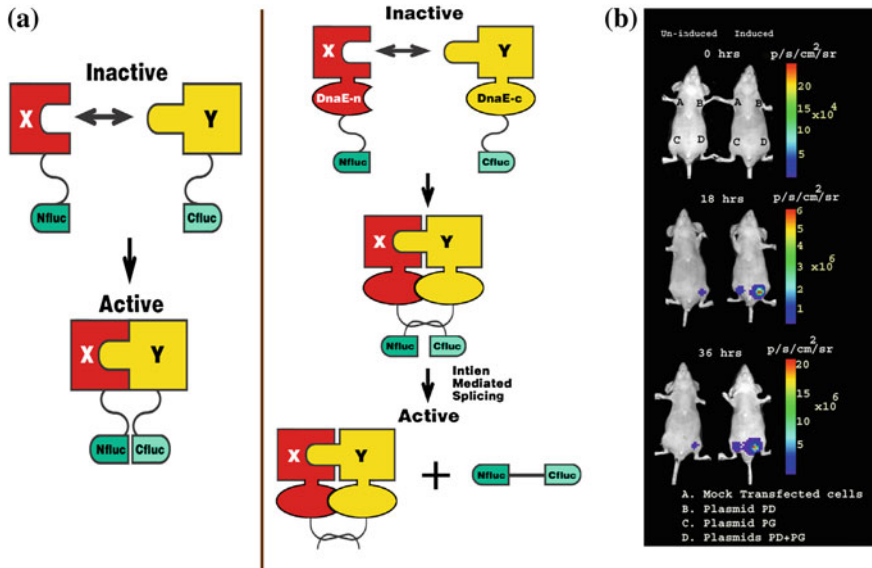 (a)
Inactive
X
Y
Nfluc
Cfluc
Active
X
Y
Nfluc
Cfluc
Inactive
X
Y
DnaE-n
DnaE-c
Nfluc
Cfluc
X
Y
Nfluc
Cfluc
Intien
Mediated
Splicing
Active
X
Y
+
Nfluc
Cfluc
(b)
Un-induced Induced
0 hrs p/s/cm²/sr
A B A B
C D C D
20
15
10
5
x10⁴
18 hrs p/s/cm²/sr
6
5
4
3
2
1
x10⁶
36 hrs p/s/cm²/sr
20
15
10
5
x10⁶
A. Mock Transfected cells
B. Plasmid PD
C. Plasmid PG
D. Plasmids PD+PG